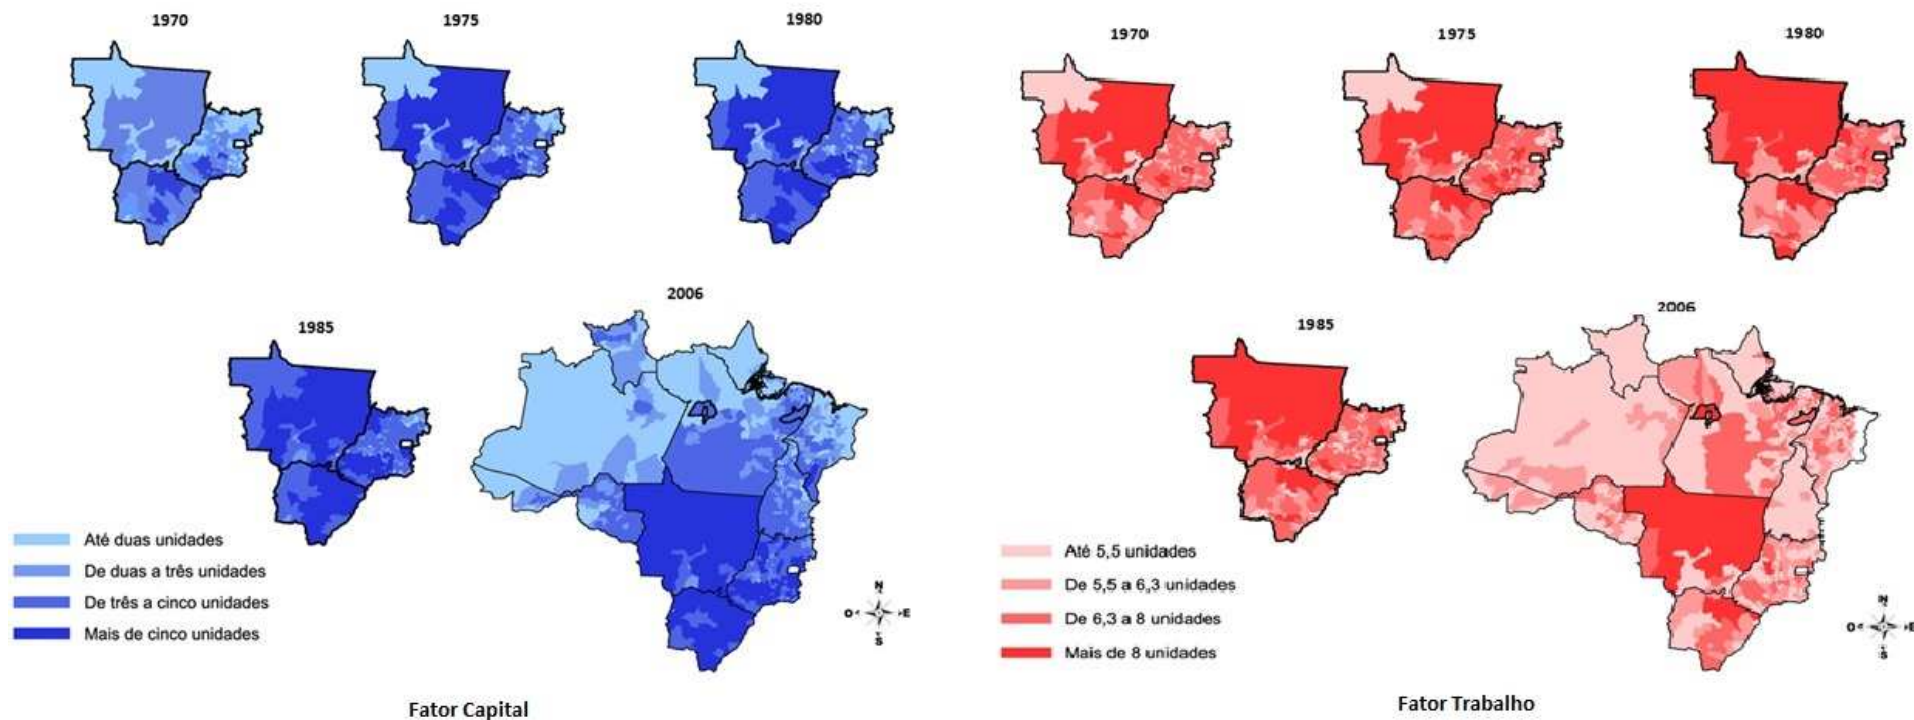 1970
1975
1980
1985
2006
Até duas unidades
De duas a três unidades
De três a cinco unidades
Mais de cinco unidades
N
O E
S
Fator Capital
1970
1975
1980
1985
2006
Até 5,5 unidades
De 5,5 a 6,3 unidades
De 6,3 a 8 unidades
Mais de 8 unidades
N
O E
S
Fator Trabalho